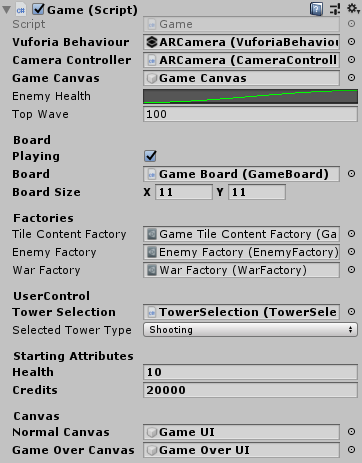 Game (Script)
Script Game
Vuforia Behaviour ARCamera (VuforiaBehaviou
Camera Controller ARCamera (CameraControll
Game Canvas Game Canvas
Enemy Health
Top Wave 100
Board
Playing
Board Game Board (GameBoard)
Board Size X 11 Y 11
Factories
Tile Content Factory Game Tile Content Factory (Ga
Enemy Factory Enemy Factory (EnemyFactory)
War Factory War Factory (WarFactory)
UserControl
Tower Selection TowerSelection (TowerSele
Selected Tower Type Shooting
Starting Attributes
Health 10
Credits 20000
Canvas
Normal Canvas Game UI
Game Over Canvas Game Over UI